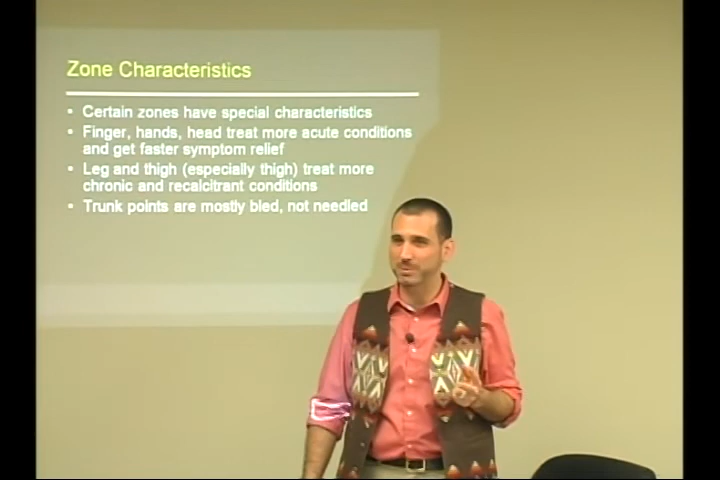 Zone Characteristics
• Certain zones have special characteristics
• Finger, hands, head treat more acute conditions
and get faster symptom relief
• Leg and thigh (especially thigh) treat more
chronic and recalcitrant conditions
• Trunk points are mostly bled, not needled